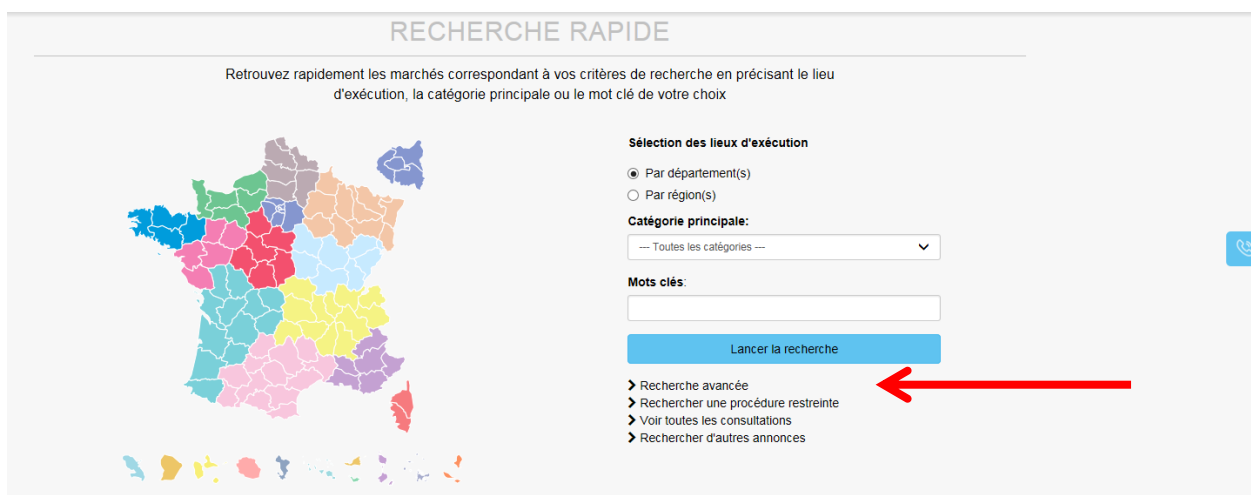 RECHERCHE RAPIDE
Retrouvez rapidement les marchés correspondant à vos critères de recherche en précisant le lieu
d'exécution, la catégorie principale ou le mot clé de votre choix
Sélection des lieux d'exécution
Par département(s)
Par région(s)
Catégorie principale:
--- Toutes les catégories ---
Mots clés:
Lancer la recherche
Recherche avancée
Rechercher une procédure restreinte
Voir toutes les consultations
Rechercher d'autres annonces